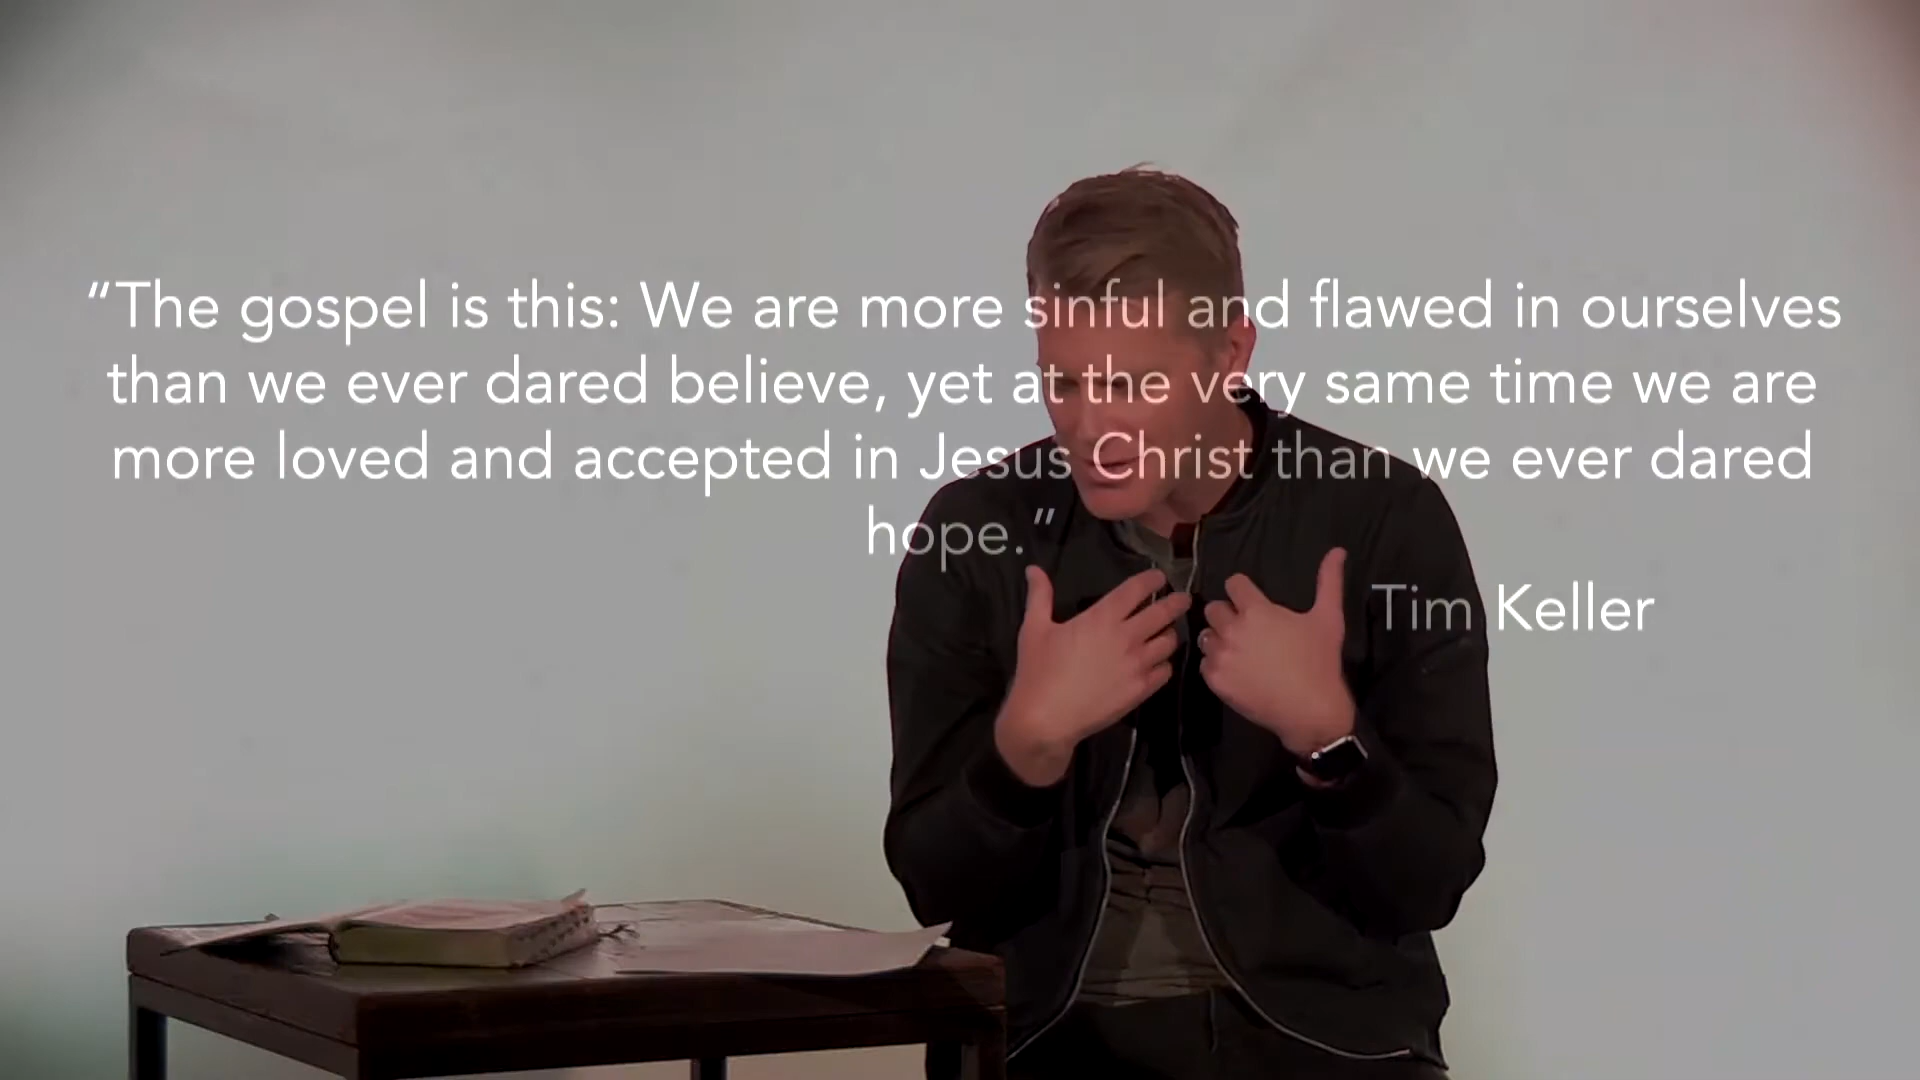 “The gospel is this: We are more sinful and flawed in ourselves
than we ever dared believe, yet at the very same time we are
more loved and accepted in Jesus Christ than we ever dared
hope.”
Tim Keller